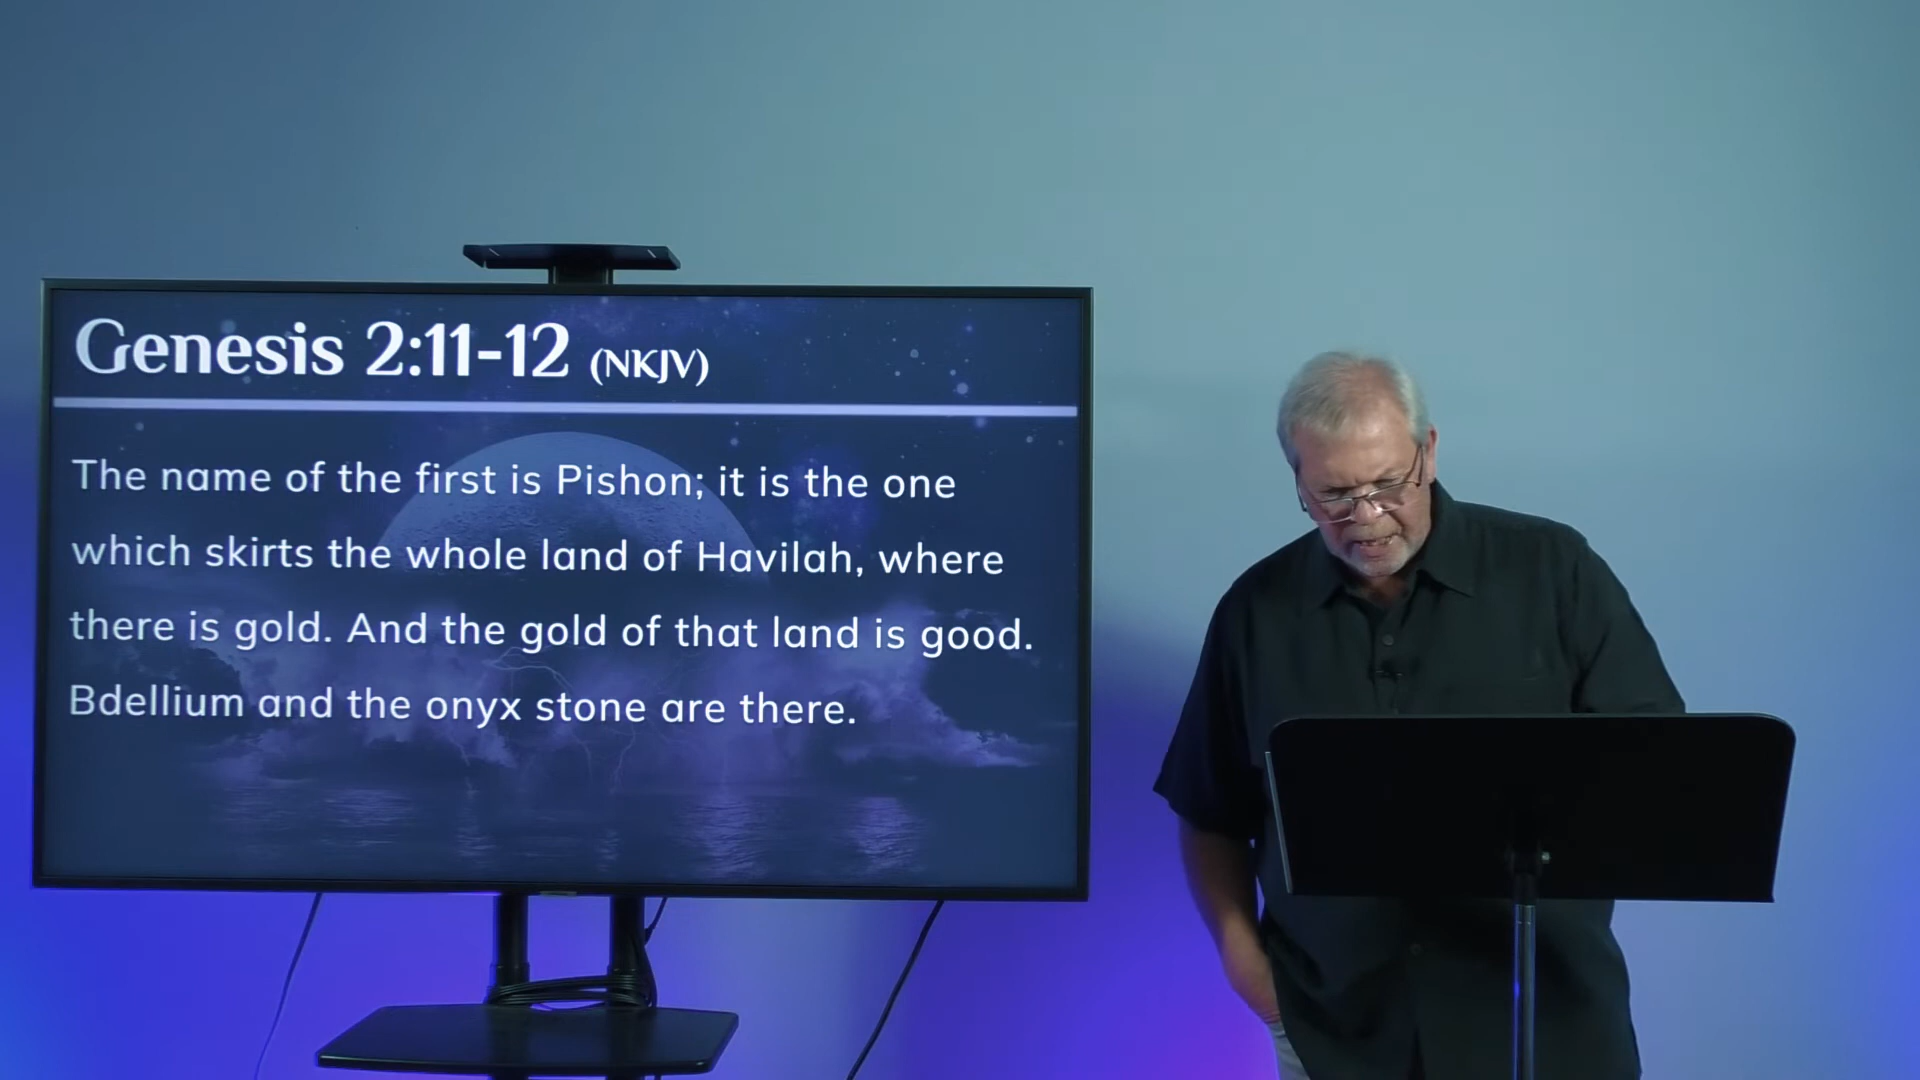 Genesis 2:11-12 (NKJV)
The name of the first is Pishon; it is the one
which skirts the whole land of Havilah, where
there is gold. And the gold of that land is good.
Bdellium and the onyx stone are there.